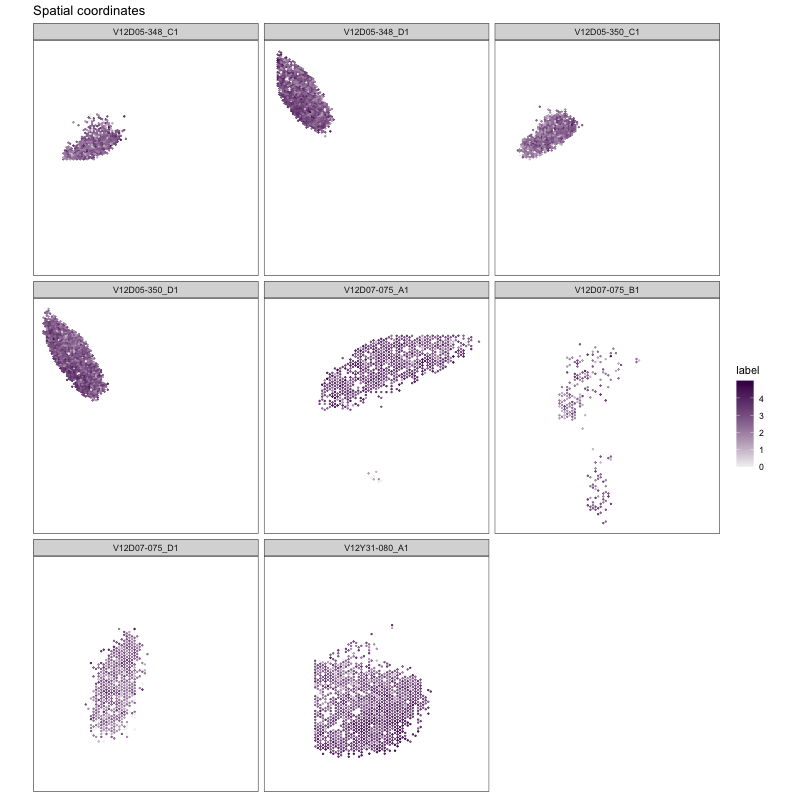 Spatial coordinates
V12D05-348_C1
V12D05-348_D1
V12D05-350_C1
V12D05-350_D1
V12D07-075_A1
V12D07-075_B1
label
4
3
2
1
0
V12D07-075_D1
V12Y31-080_A1